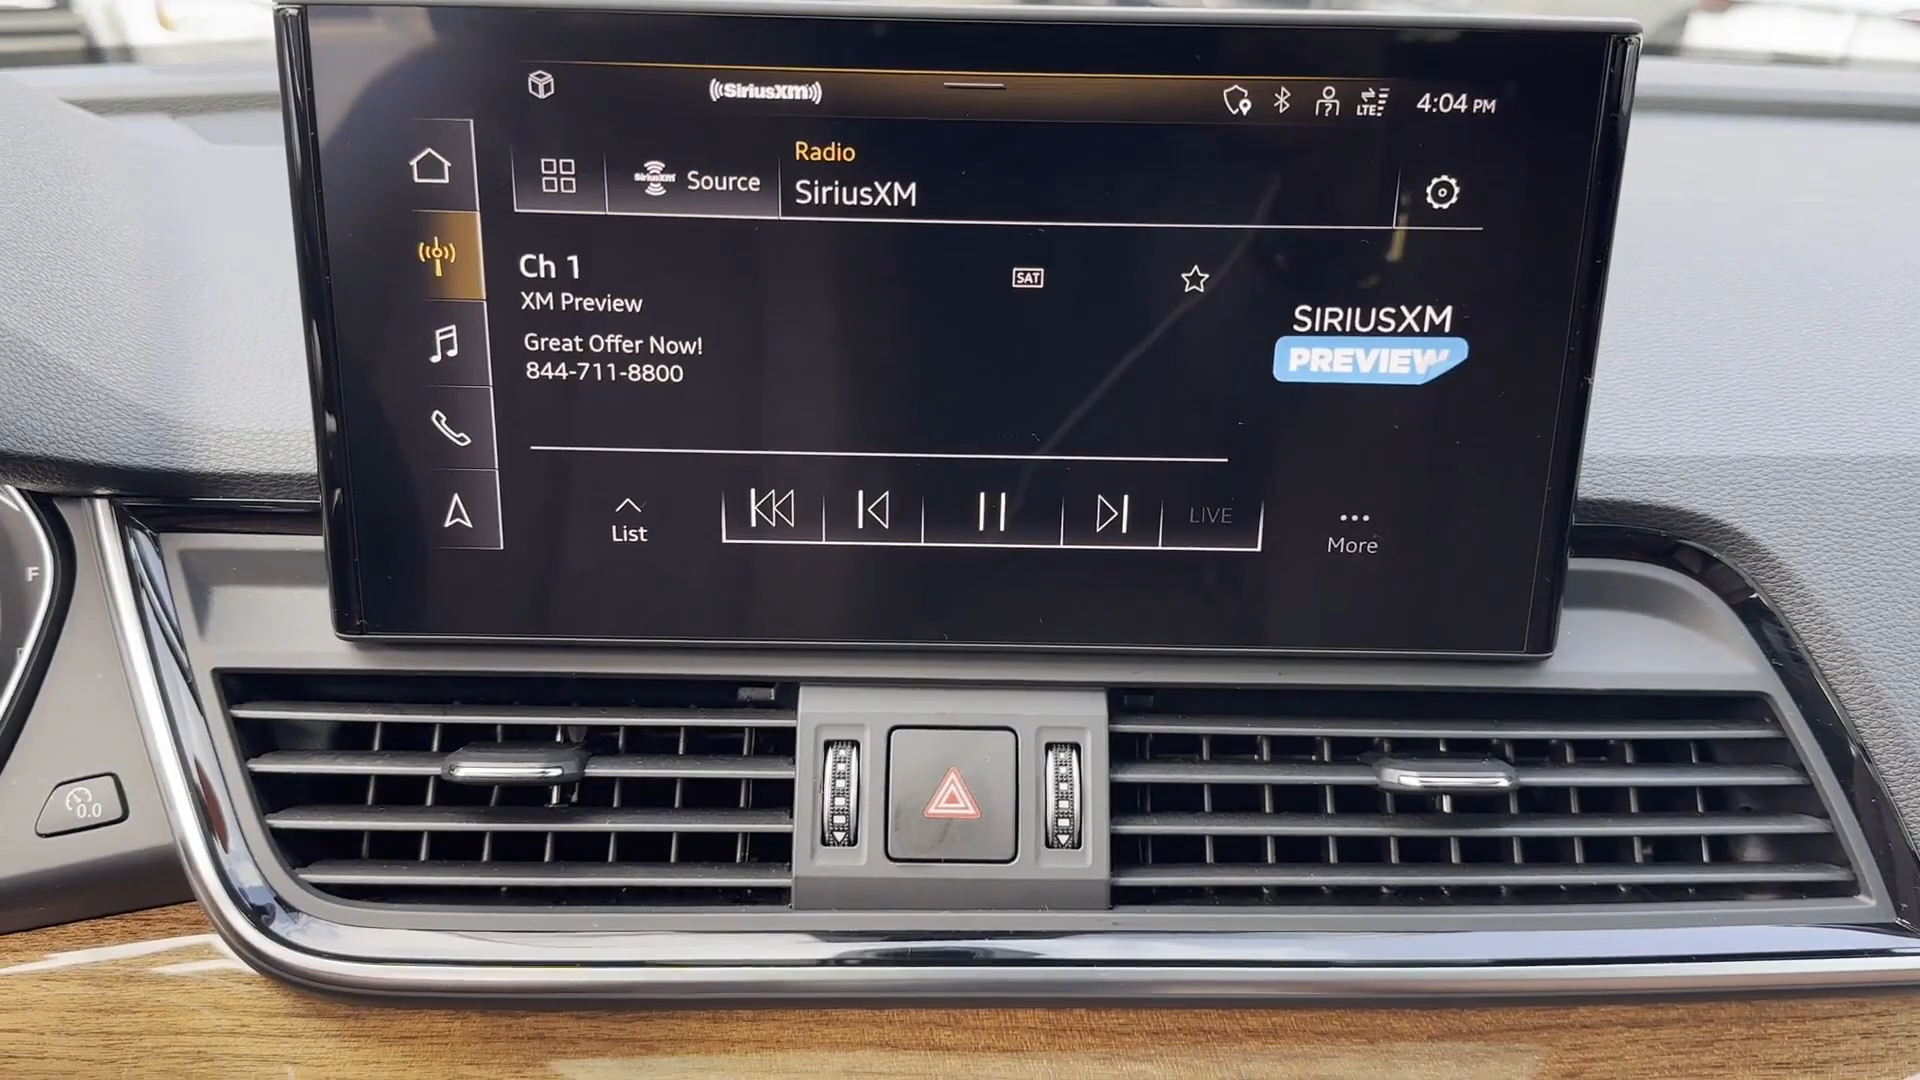 SiriusXM
LTE
4:04 PM
SiriusXM
Source
Radio
SiriusXM
Ch 1
XM Preview
SAT
Great Offer Now!
844-711-8800
SIRIUSXM
PREVIEW
List
LIVE
More
F
0.0